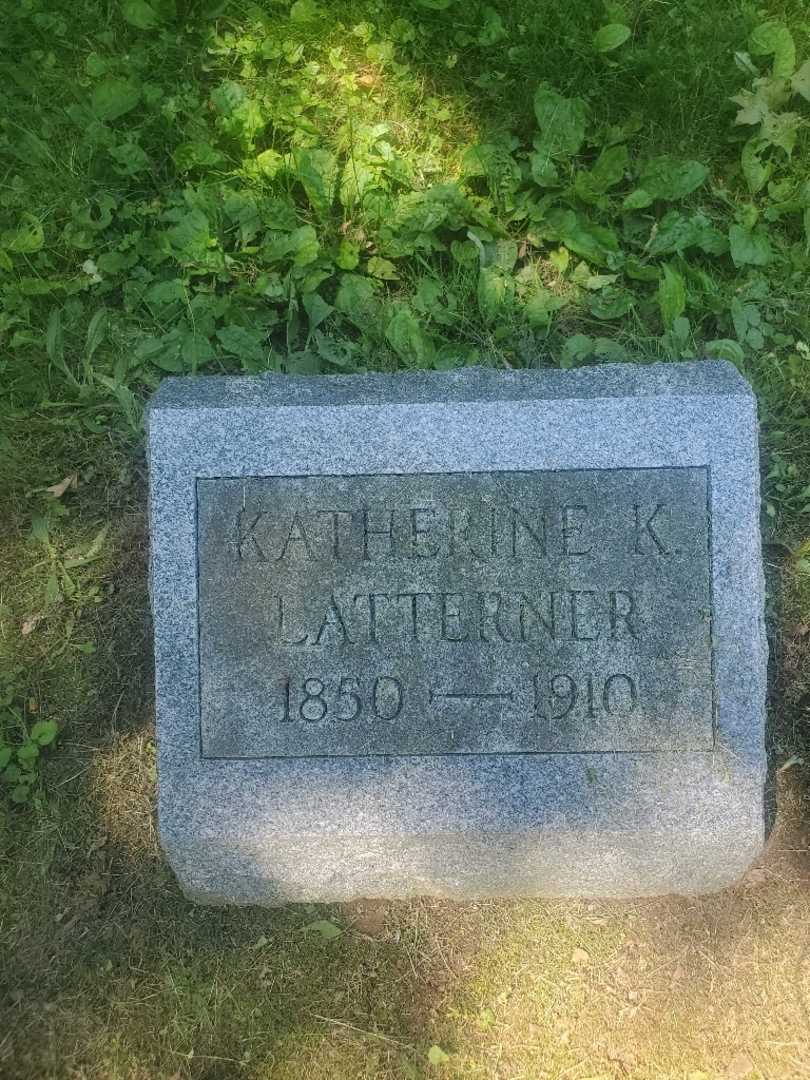 KATHERINE K.
LATTERNER
1850 — 1910